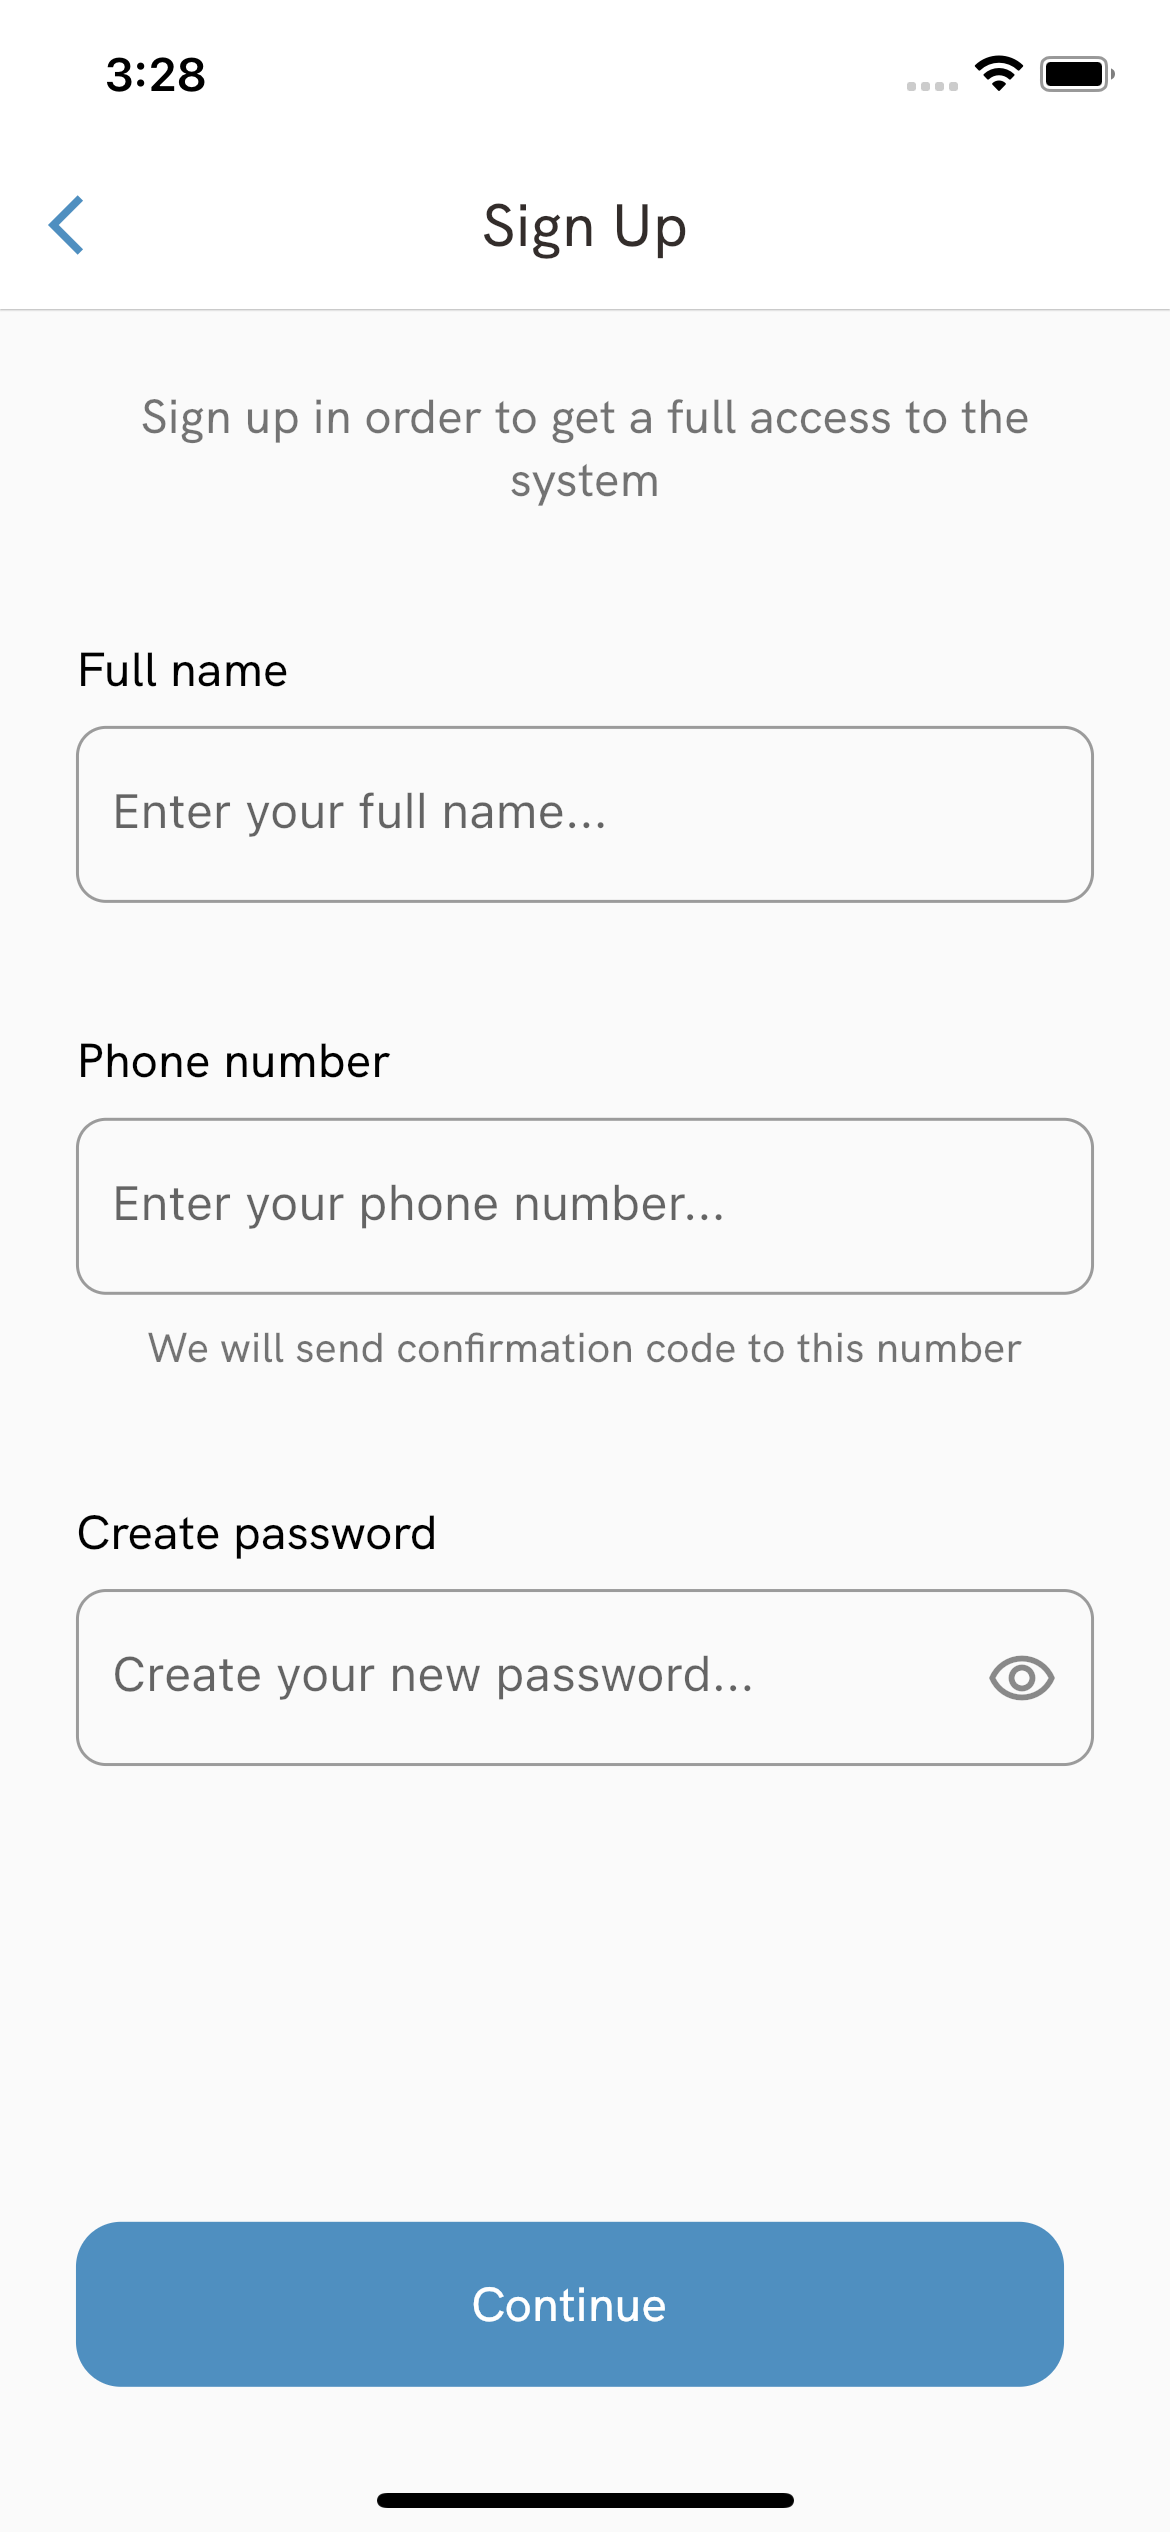 3:28
Sign Up
Sign up in order to get a full access to the
system
Full name
Enter your full name...
Phone number
Enter your phone number...
We will send confirmation code to this number
Create password
Create your new password...
Continue